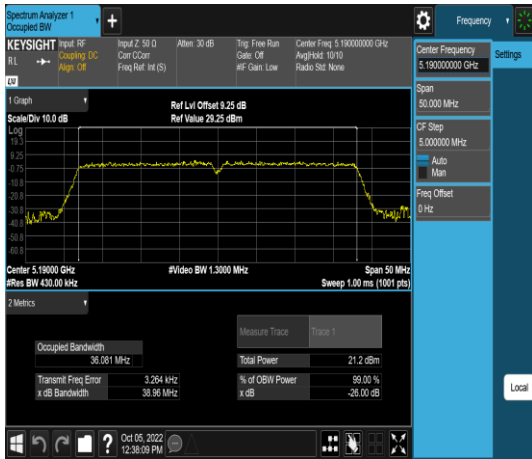 Spectrum Analyzer 1
Occupied BW
Frequency
KEYSIGHT
RL
LXI
Input: RF
Coupling: DC
Align: Off
Input Z: 50 Ω
Corr CCorr
Freq Ref: Int (S)
Atten: 30 dB
Trig: Free Run
Gate: Off
#IF Gain: Low
Center Freq: 5.190000000 GHz
Avg|Hold: 10/10
Radio Std: None
1 Graph
Scale/Div 10.0 dB
Ref Lvl Offset 9.25 dB
Ref Value 29.25 dBm
Log
19.3
9.25
-0.75
-10.8
-20.8
-30.8
-40.8
-50.8
-60.8
Center 5.19000 GHz
#Video BW 1.3000 MHz
Span 50 MHz
#Res BW 430.00 kHz
Sweep 1.00 ms (1001 pts)
2 Metrics
Measure Trace
Trace 1
Occupied Bandwidth
36.081 MHz
Total Power
21.2 dBm
Transmit Freq Error
3.264 kHz
% of OBW Power
99.00 %
x dB Bandwidth
38.96 MHz
x dB
-26.00 dB
Oct 05, 2022
12:38:09 PM
Center Frequency
5.190000000 GHz
Settings
Span
50.000 MHz
CF Step
5.000000 MHz
Auto
Man
Freq Offset
0 Hz
Local